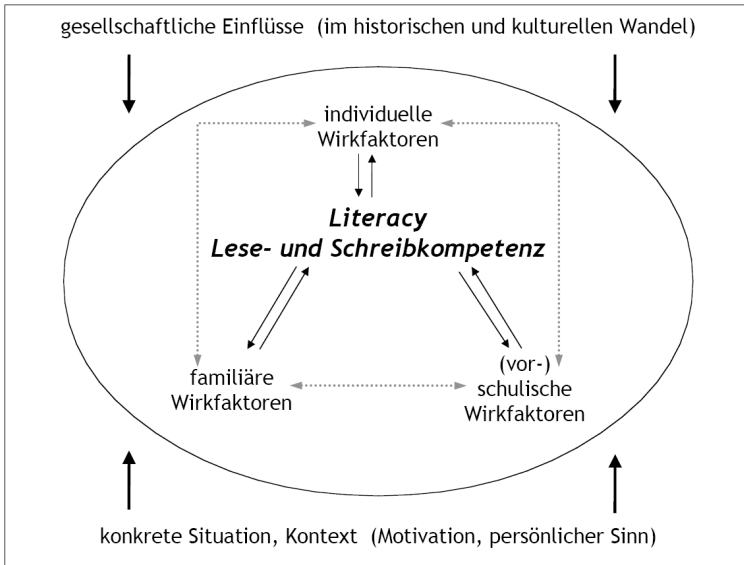 gesellschaftliche Einflüsse (im historischen und kulturellen Wandel)
individuelle
Wirkfaktoren
Literacy
Lese- und Schreibkompetenz
familiäre
Wirkfaktoren
(vor-)
schulische
Wirkfaktoren
konkrete Situation, Kontext (Motivation, persönlicher Sinn)